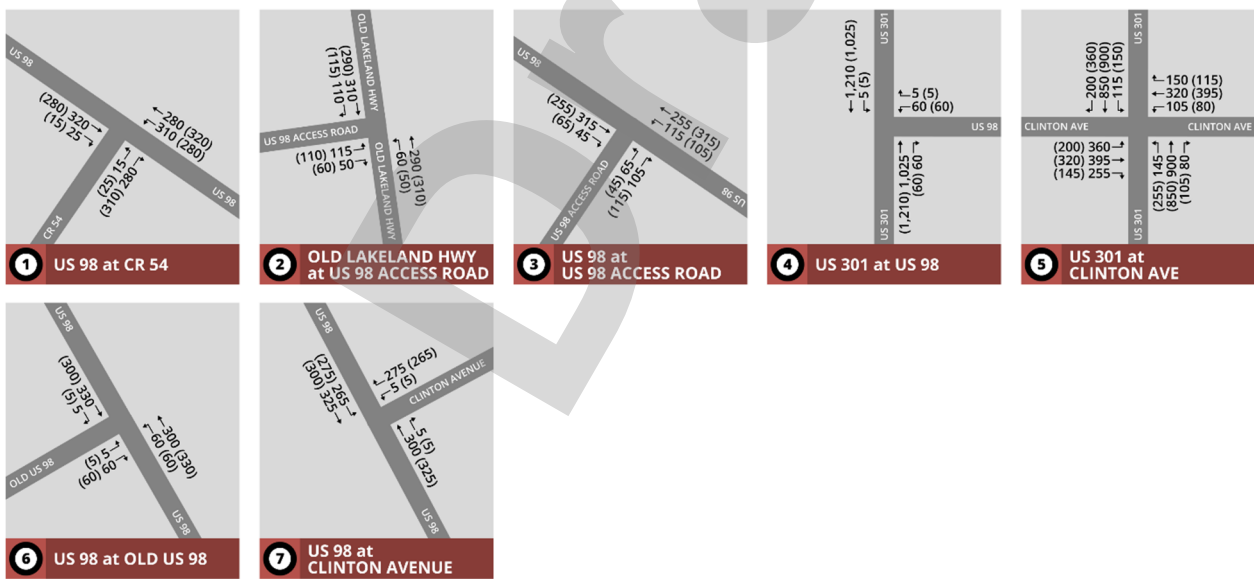 US 98
(280) 320
(15) 25
280 (320)
310 (280)
(25) 15
(310) 280
CR 54
US 98
1 US 98 at CR 54
OLD LAKELAND HWY
(290) 310
(115) 110
US 98 ACCESS ROAD
(110) 115
(60) 50
290 (310)
60 (50)
OLD LAKELAND HWY
2 OLD LAKELAND HWY
at US 98 ACCESS ROAD
US 98
(255) 315
(65) 45
255 (315)
115 (105)
(45) 65
(115) 105
US 98 ACCESS ROAD
US 98
3 US 98 at
US 98 ACCESS ROAD
US 301
1,210 (1,025)
5 (5)
5 (5)
60 (60)
US 98
(1,210) 1,025
(60) 60
US 301
4 US 301 at US 98
US 301
200 (360)
850 (900)
115 (150)
150 (115)
320 (395)
105 (80)
CLINTON AVE
CLINTON AVE
(200) 360
(320) 395
(145) 255
(255) 145
(850) 900
(105) 80
US 301
5 US 301 at
CLINTON AVE
US 98
(300) 330
(5) 5
300 (330)
60 (60)
(5) 5
(60) 60
OLD US 98
US 98
6 US 98 at OLD US 98
US 98
(275) 265
(300) 325
275 (265)
5 (5)
CLINTON AVENUE
5 (5)
300 (325)
US 98
7 US 98 at
CLINTON AVENUE